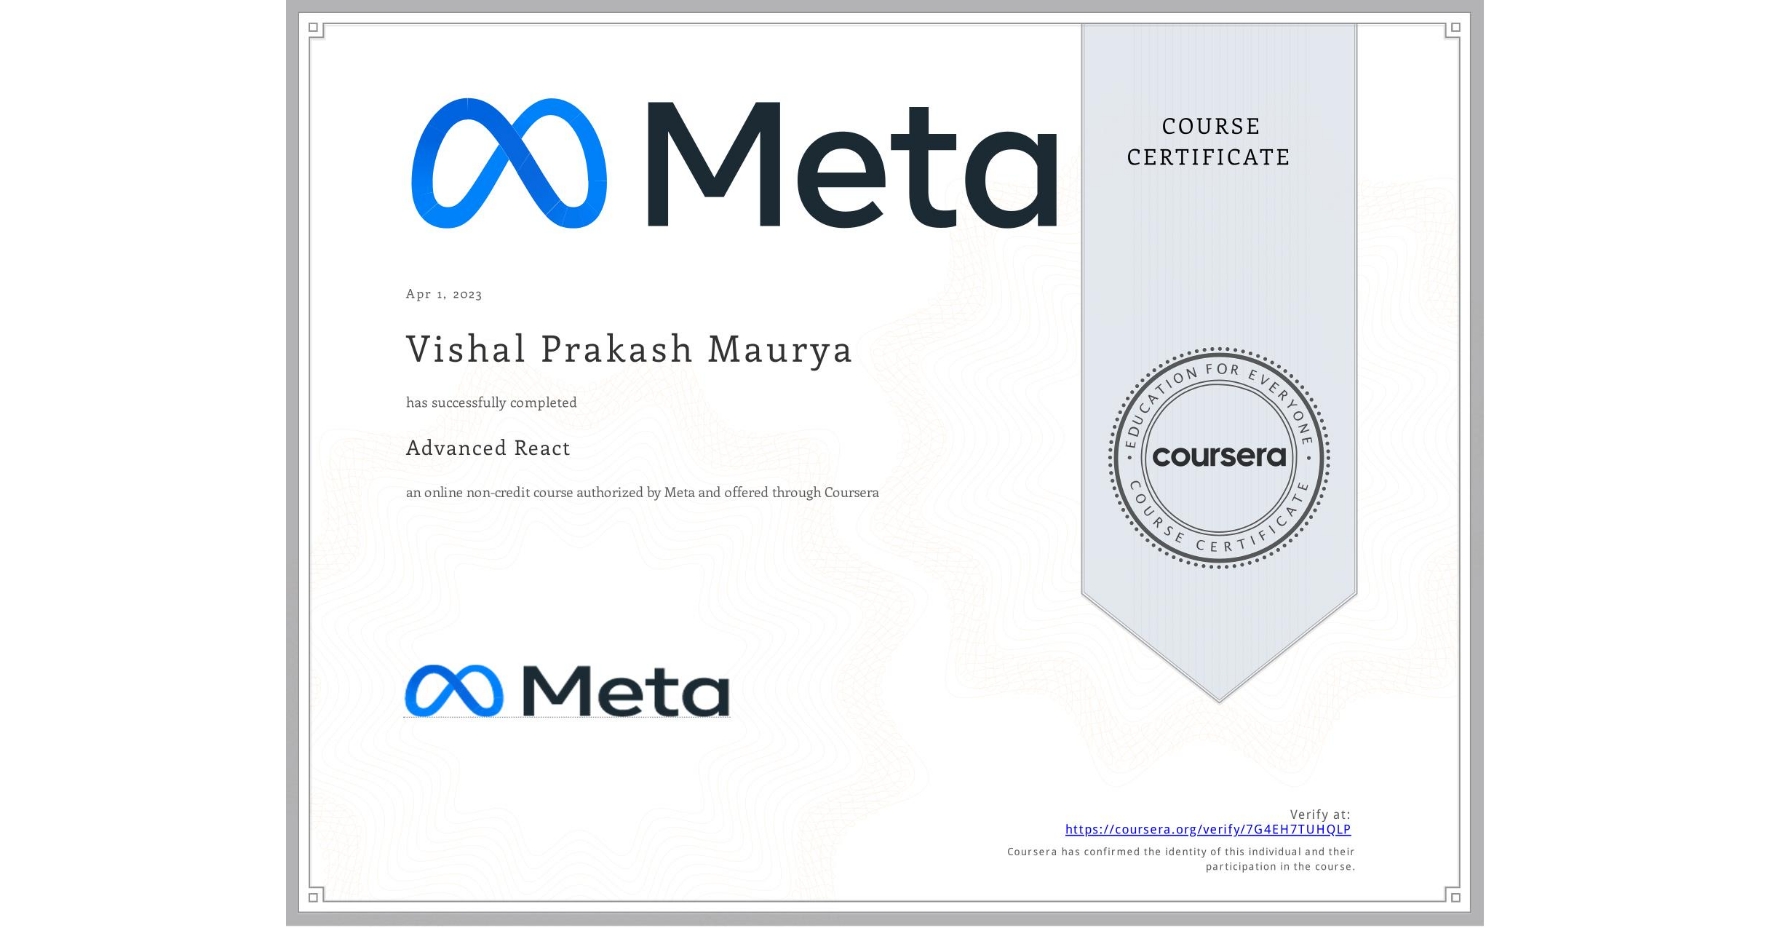 Meta
COURSE
CERTIFICATE
Apr 1, 2023
Vishal Prakash Maurya
has successfully completed
Advanced React
an online non-credit course authorized by Meta and offered through Coursera
EDUCATION FOR EVERYONE
coursera
COURSE CERTIFICATE
Meta
Verify at:
https://coursera.org/verify/7G4EH7TUHQLP
Coursera has confirmed the identity of this individual and their
participation in the course.